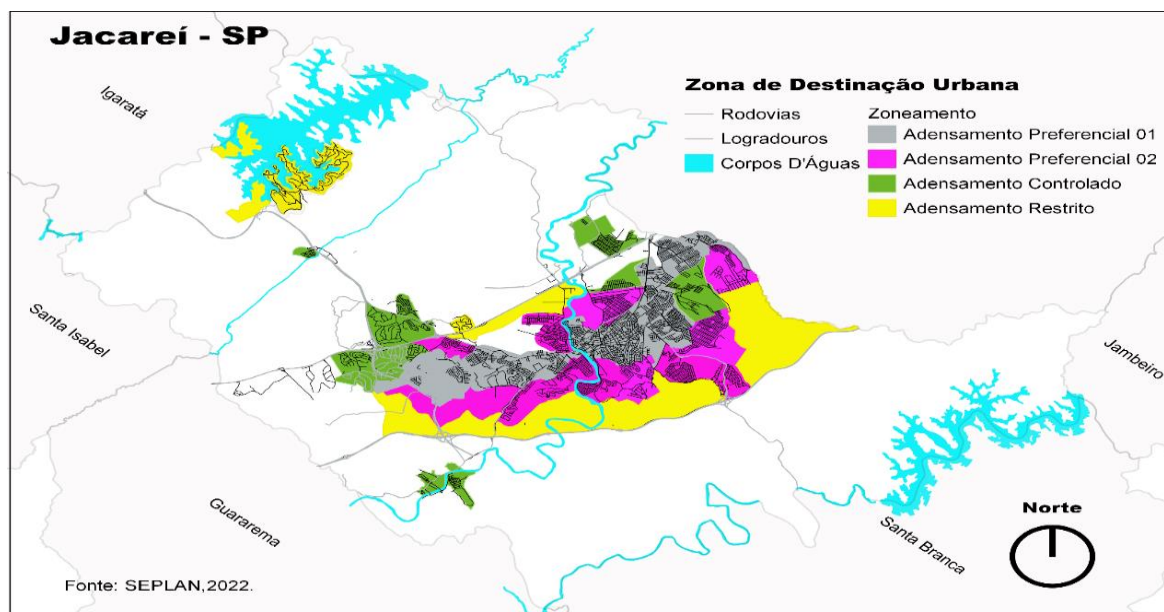 Jacareí - SP
Igaratá
Zona de Destinação Urbana
Rodovias
Logradouros
Corpos D'Águas
Zoneamento
Adensamento Preferencial 01
Adensamento Preferencial 02
Adensamento Controlado
Adensamento Restrito
Santa Isabel
Jambeiro
Guararema
Santa Branca
Norte
Fonte: SEPLAN,2022.